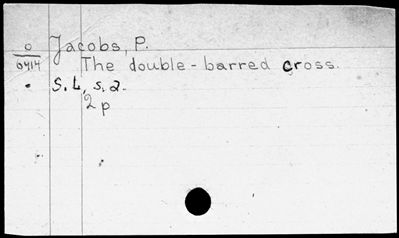 o Jacobs, P.
6414 The double-barred cross.
S. L, s. a.
2 p